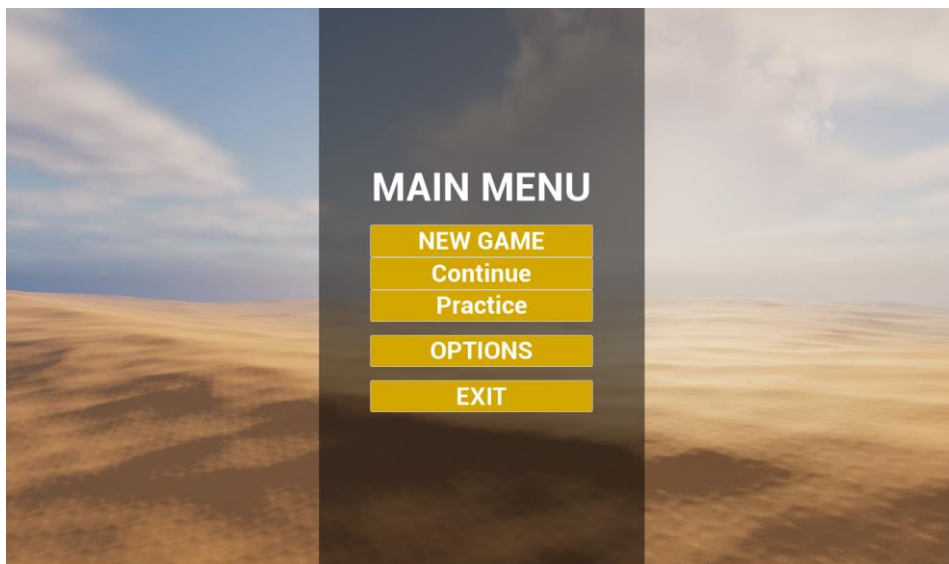 MAIN MENU
NEW GAME
Continue
Practice
OPTIONS
EXIT